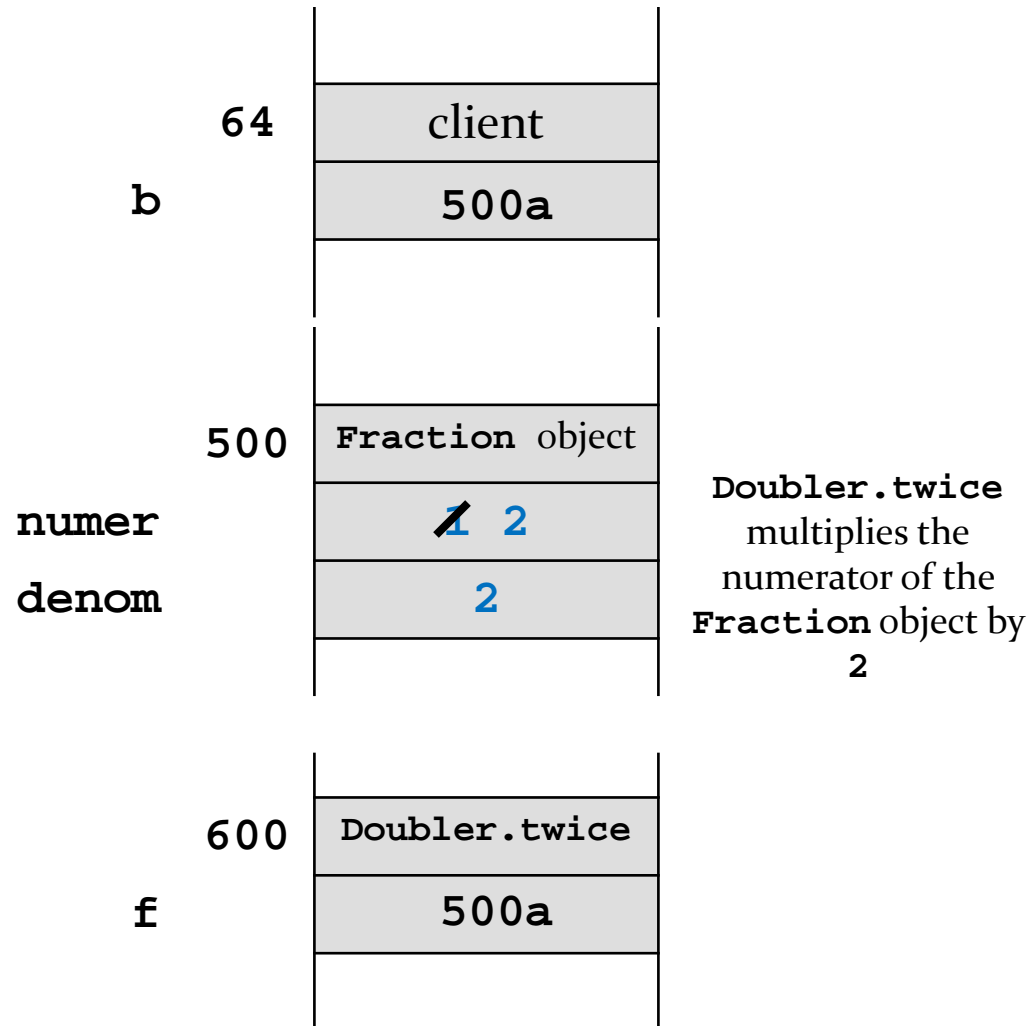 64 client
b 500a
500 Fraction object
numer 1 2
denom 2
Doubler.twice
multiplies the
numerator of the
Fraction object by
2
600 Doubler.twice
f 500a